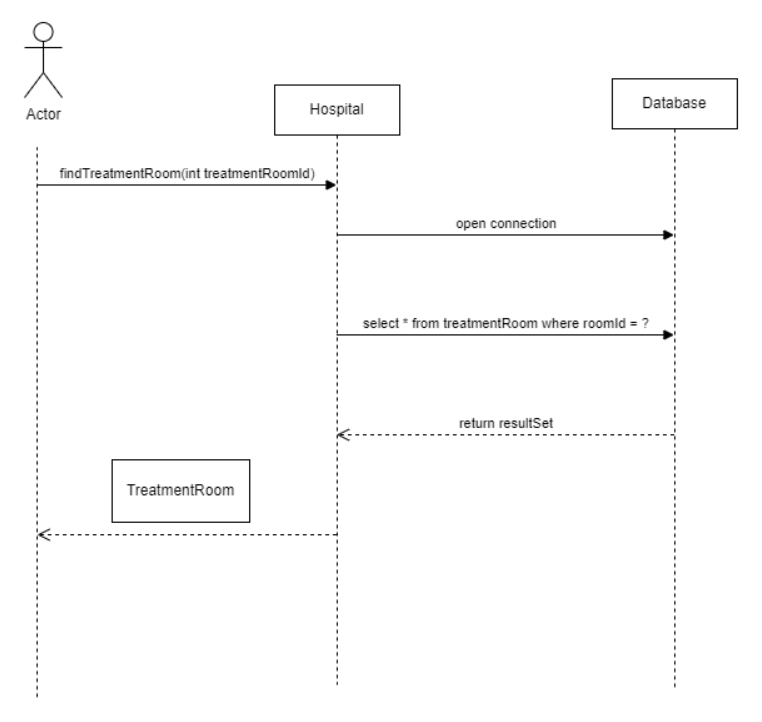 Actor
Hospital
Database
findTreatmentRoom(int treatmentRoomId)
open connection
select * from treatmentRoom where roomId = ?
return resultSet
TreatmentRoom